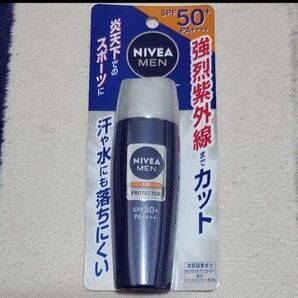 SPF50+
PA++++
NIVEA
MEN
強烈紫外線までカット
炎天下での
スポーツに
汗や水にも落ちにくい
NIVEA
MEN
UV
PROTECTOR
SPF50+
PA++++